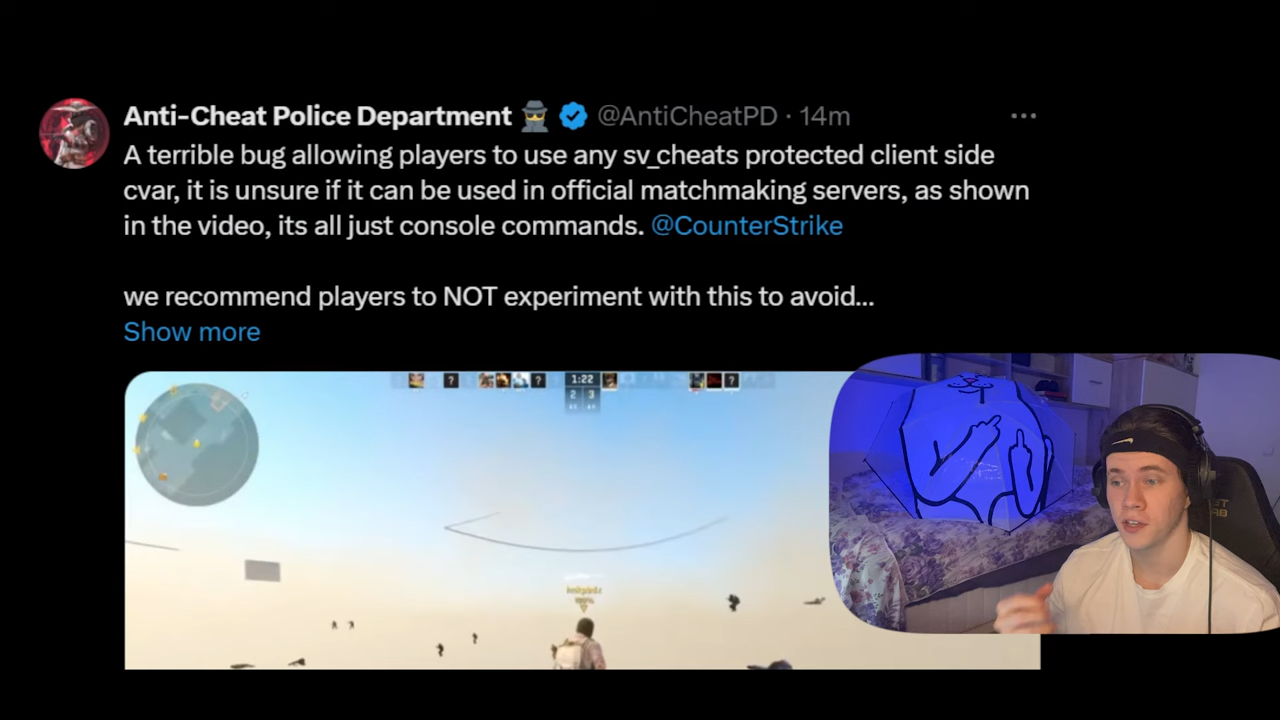 Anti-Cheat Police Department @AntiCheatPD · 14m
A terrible bug allowing players to use any sv_cheats protected client side
cvar, it is unsure if it can be used in official matchmaking servers, as shown
in the video, its all just console commands. @CounterStrike
we recommend players to NOT experiment with this to avoid...
Show more
? ? 1:22 ?
2 3